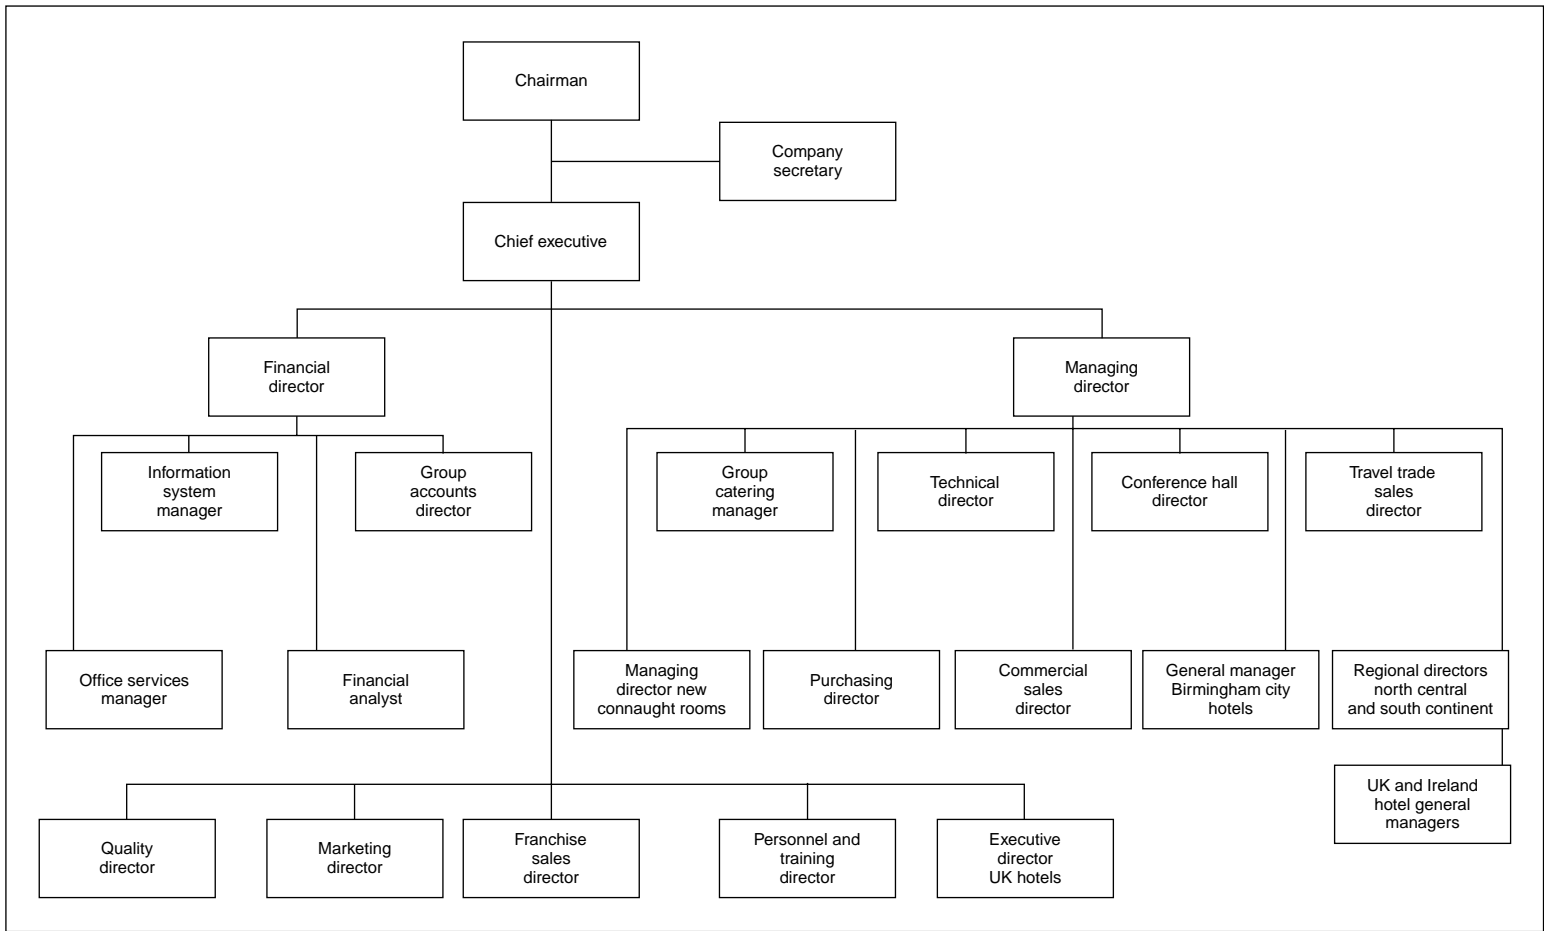 Chairman
Company
secretary
Chief executive
Financial
director
Managing
director
Information
system
manager
Group
accounts
director
Group
catering
manager
Technical
director
Conference hall
director
Travel trade
sales
director
Office services
manager
Financial
analyst
Managing
director new
connaught rooms
Purchasing
director
Commercial
sales
director
General manager
Birmingham city
hotels
Regional directors
north central
and south continent
UK and Ireland
hotel general
managers
Quality
director
Marketing
director
Franchise
sales
director
Personnel and
training
director
Executive
director
UK hotels